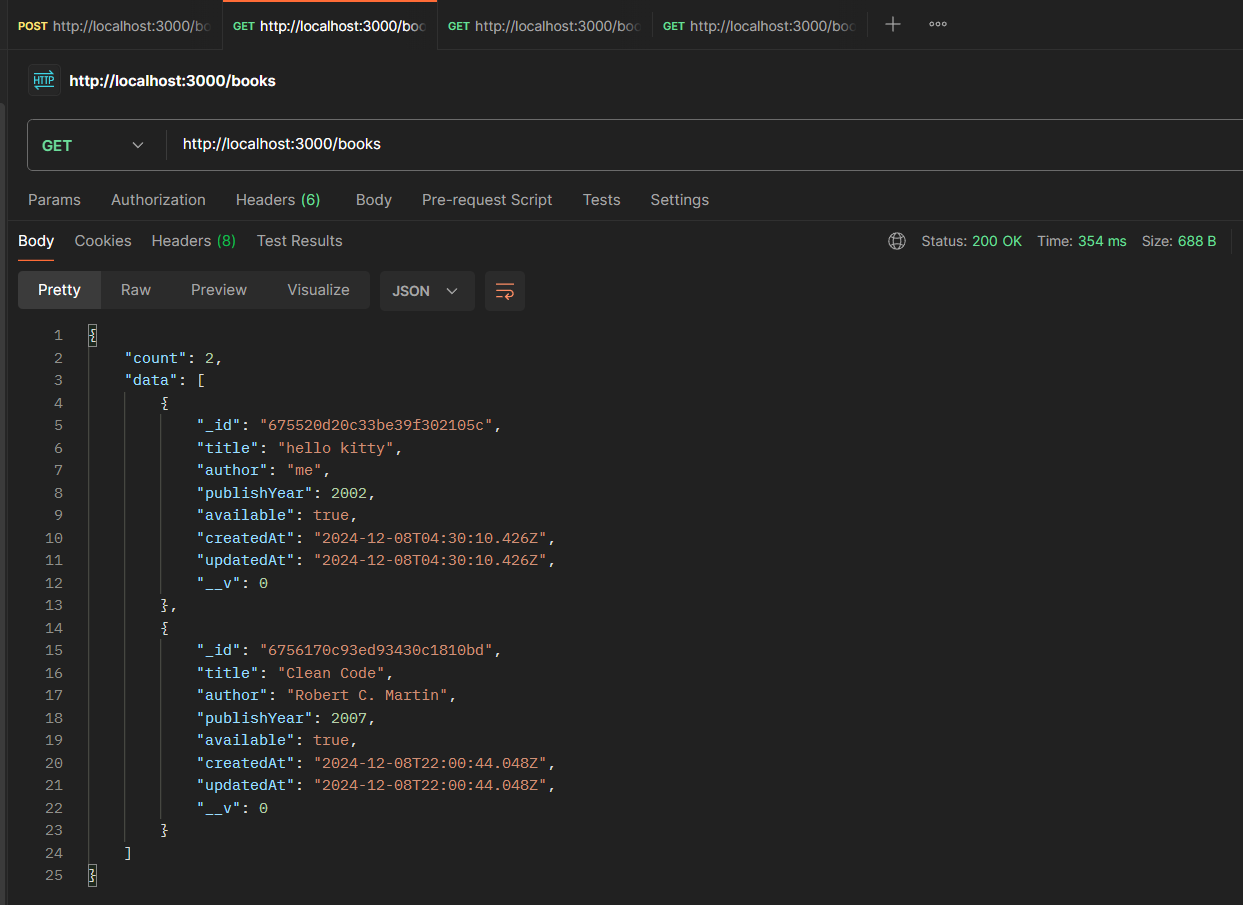 POST http://localhost:3000/bo GET http://localhost:3000/boo GET http://localhost:3000/boo GET http://localhost:3000/boo
HTTP http://localhost:3000/books
GET http://localhost:3000/books
Params Authorization Headers (6) Body Pre-request Script Tests Settings
Body Cookies Headers (8) Test Results Status: 200 OK Time: 354 ms Size: 688 B
Pretty Raw Preview Visualize JSON
1 {
2 "count": 2,
3 "data": [
4 {
5 "_id": "675520d20c33be39f302105c",
6 "title": "hello kitty",
7 "author": "me",
8 "publishYear": 2002,
9 "available": true,
10 "createdAt": "2024-12-08T04:30:10.426Z",
11 "updatedAt": "2024-12-08T04:30:10.426Z",
12 "__v": 0
13 },
14 {
15 "_id": "6756170c93ed93430c1810bd",
16 "title": "Clean Code",
17 "author": "Robert C. Martin",
18 "publishYear": 2007,
19 "available": true,
20 "createdAt": "2024-12-08T22:00:44.048Z",
21 "updatedAt": "2024-12-08T22:00:44.048Z",
22 "__v": 0
23 }
24 ]
25 }